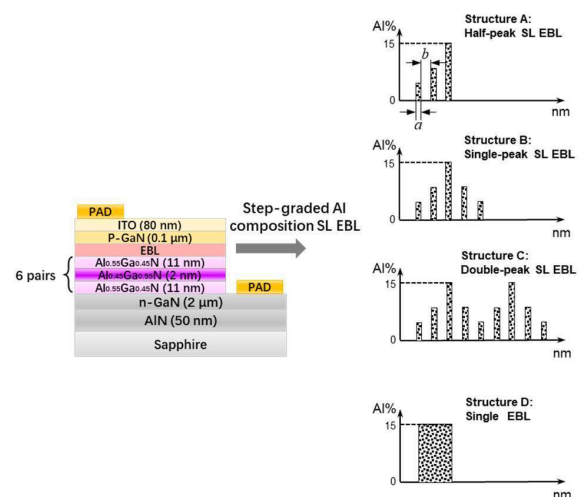 PAD
ITO (80 nm)
P-GaN (0.1 μm)
EBL
Al0.55Ga0.45N (11 nm)
Al0.45Ga0.55N (2 nm)
Al0.55Ga0.45N (11 nm)
6 pairs
PAD
n-GaN (2 μm)
AlN (50 nm)
Sapphire
Step-graded Al
composition SL EBL
Structure A:
Half-peak SL EBL
Al%
15
b
0
a
nm
Structure B:
Single-peak SL EBL
Al%
15
0
nm
Structure C:
Double-peak SL EBL
Al%
15
0
nm
Structure D:
Single EBL
Al%
15
0
nm